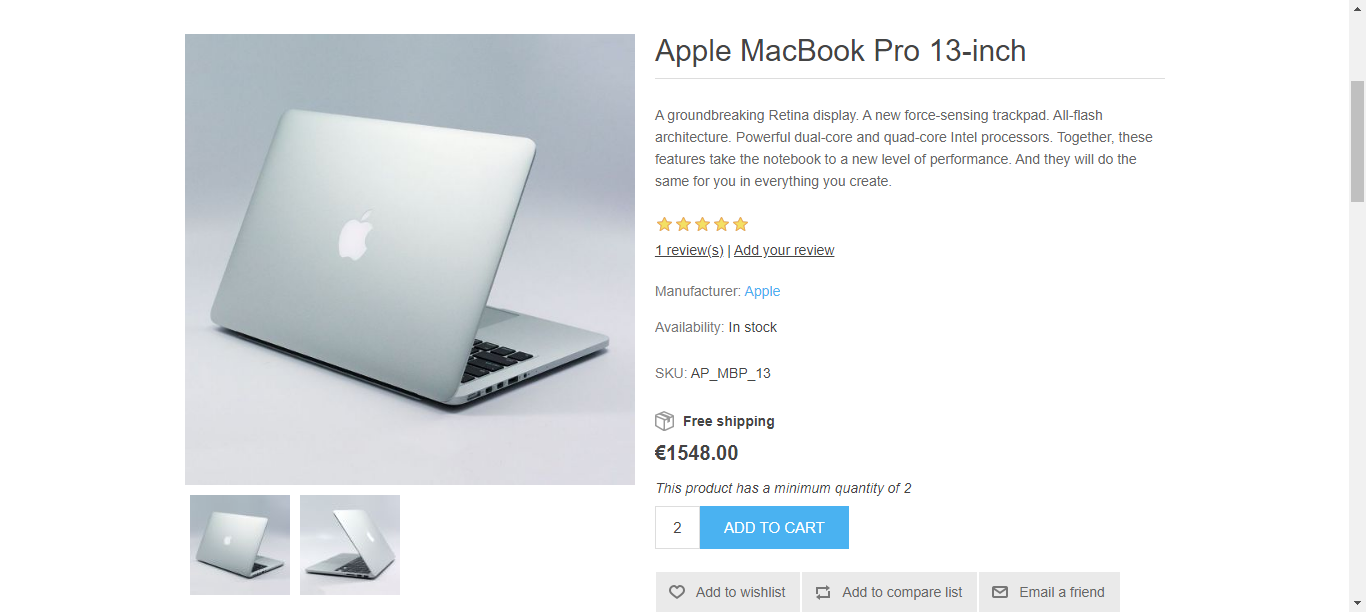 Apple MacBook Pro 13-inch
A groundbreaking Retina display. A new force-sensing trackpad. All-flash
architecture. Powerful dual-core and quad-core Intel processors. Together, these
features take the notebook to a new level of performance. And they will do the
same for you in everything you create.
1 review(s) | Add your review
Manufacturer: Apple
Availability: In stock
SKU: AP_MBP_13
Free shipping
€1548.00
This product has a minimum quantity of 2
2 ADD TO CART
Add to wishlist Add to compare list Email a friend